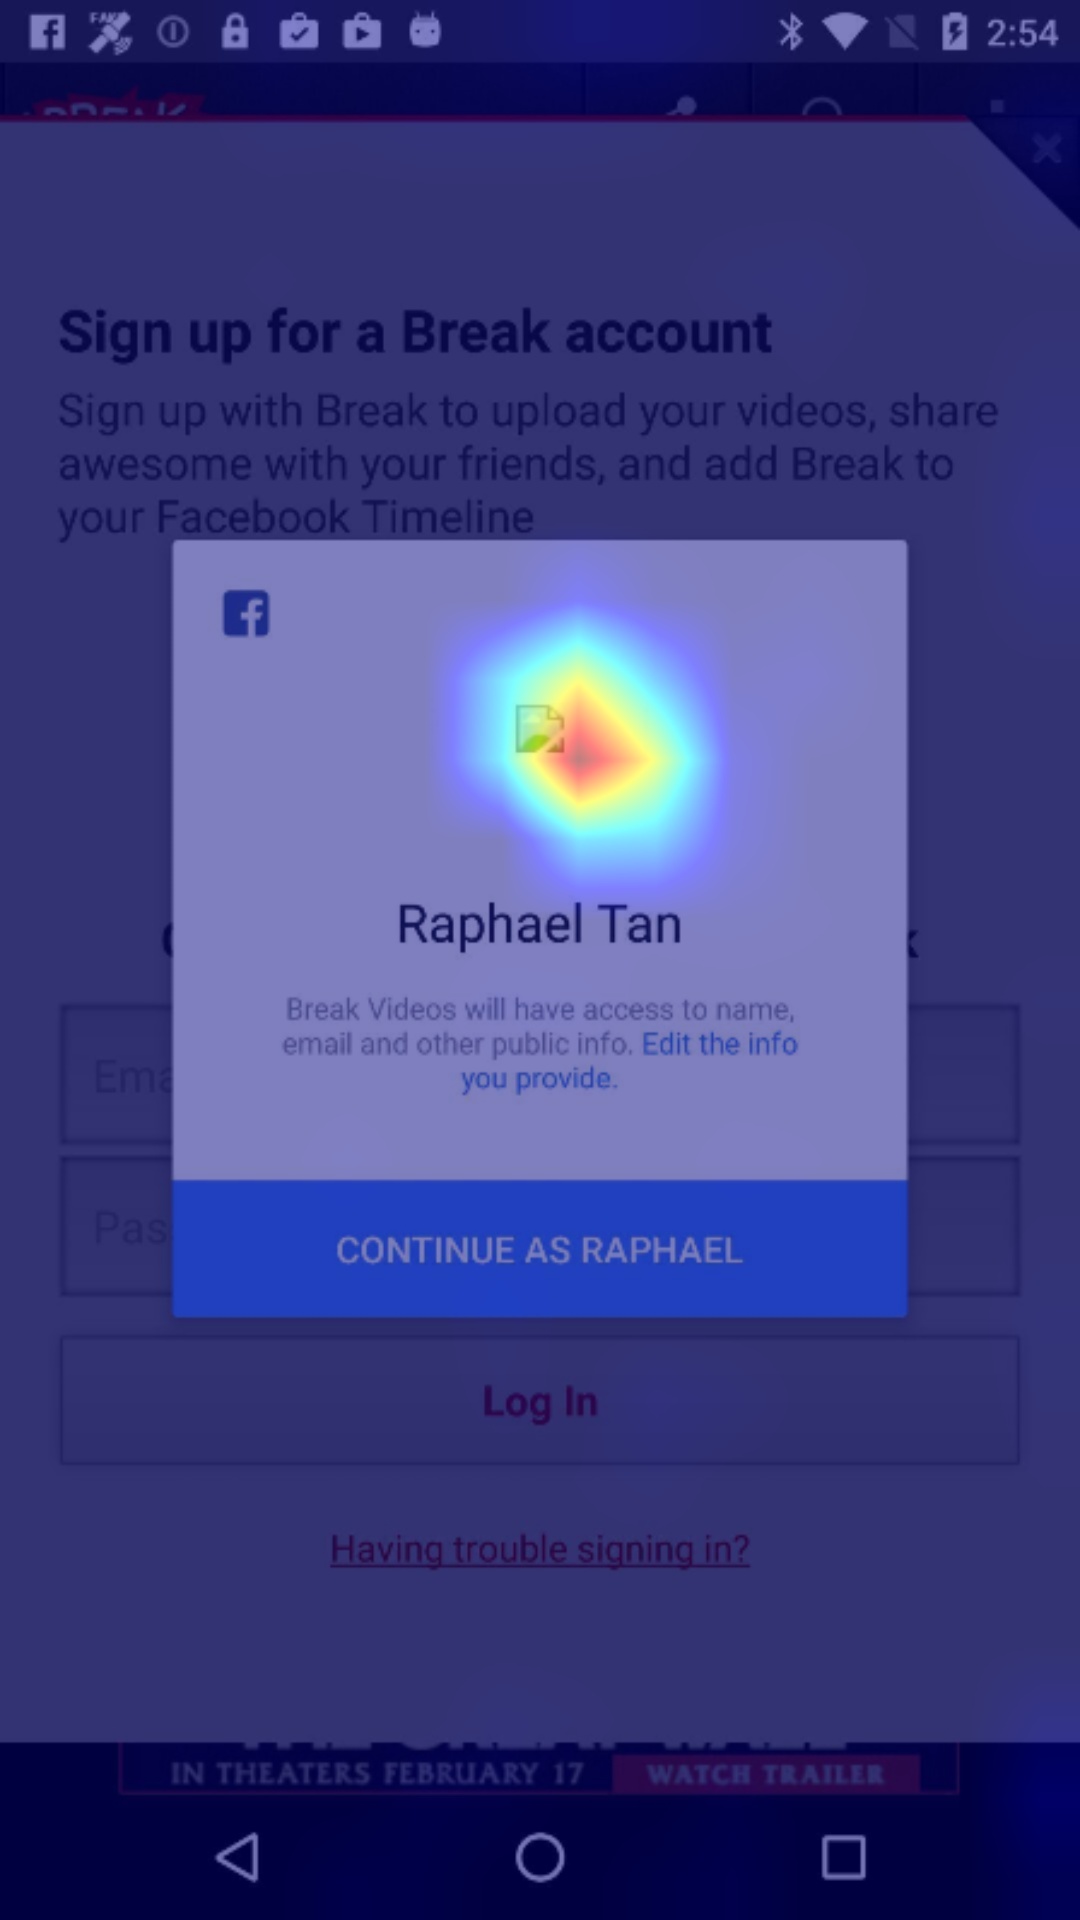 FAKE
2:54
BREAK
Sign up for a Break account
Sign up with Break to upload your videos, share
awesome with your friends, and add Break to
your Facebook Timeline
Raphael Tan
Break Videos will have access to name,
email and other public info. Edit the info
you provide.
CONTINUE AS RAPHAEL
Log In
Having trouble signing in?
IN THEATERS FEBRUARY 17
WATCH TRAILER